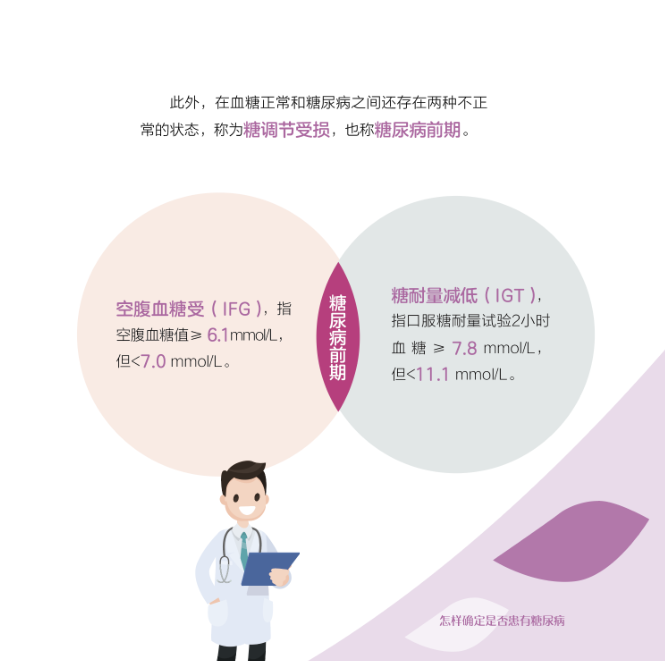 此外，在血糖正常和糖尿病之间还存在两种不正
常的状态，称为糖调节受损，也称糖尿病前期。
空腹血糖受（IFG），指
空腹血糖值≥ 6.1mmol/L，
但<7.0 mmol/L。
糖尿病前期
糖耐量减低（IGT），
指口服糖耐量试验2小时
血糖≥ 7.8 mmol/L，
但<11.1 mmol/L。
怎样确定是否患有糖尿病